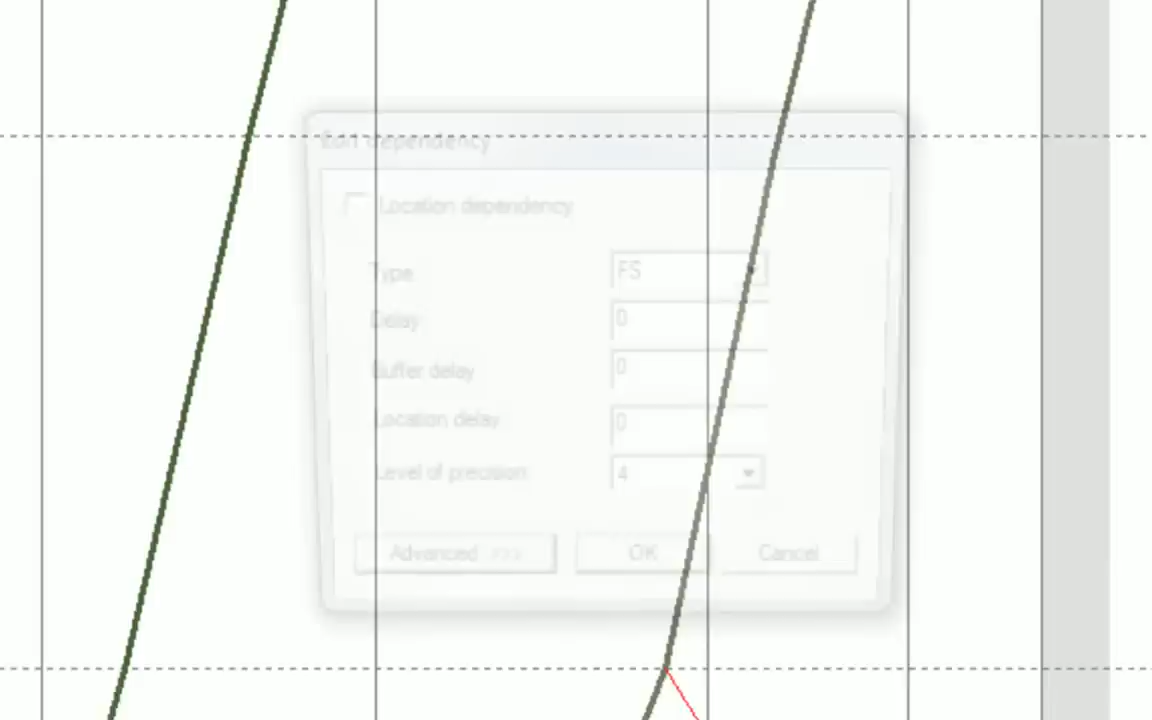 Edit dependency
Location dependency
Type FS
Delay 0
Buffer delay 0
Location delay 0
Level of precision 4
Advanced >>> OK Cancel